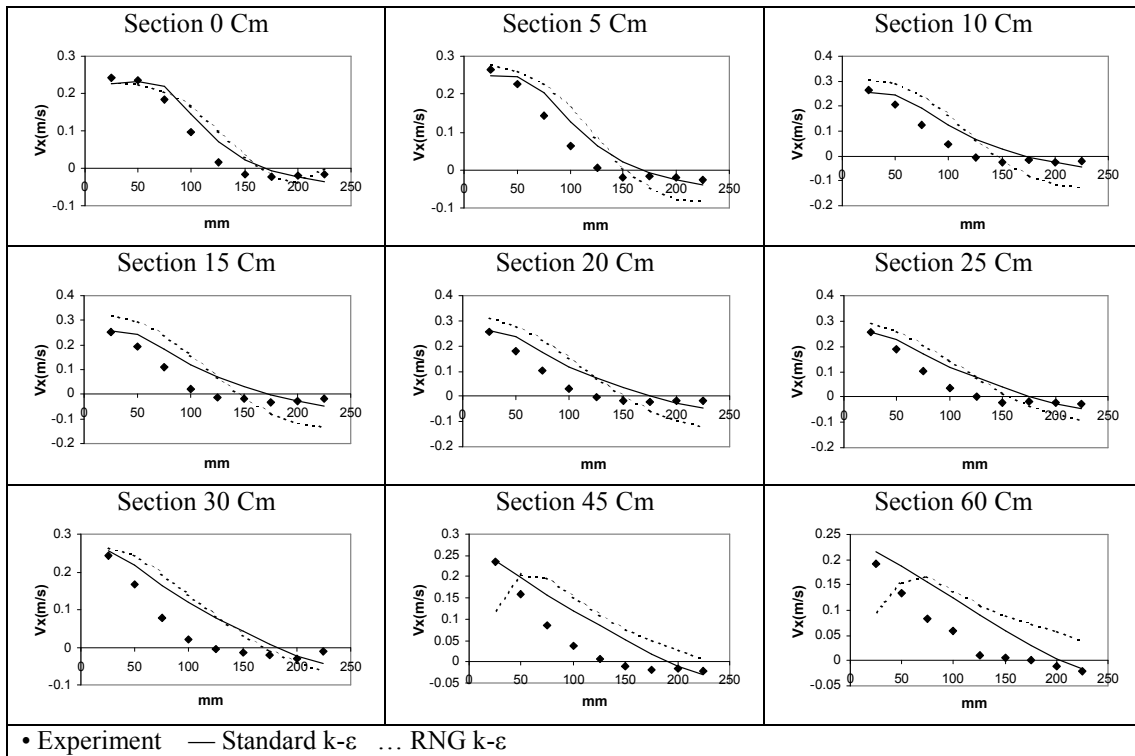 Section 0 Cm
0.3
0.2
0.1
0
-0.1
0 50 100 150 200 250
Vx(m/s)
mm
Section 5 Cm
0.3
0.2
0.1
0
-0.1
0 50 100 150 200 250
Vx(m/s)
mm
Section 10 Cm
0.4
0.3
0.2
0.1
0
-0.1
-0.2
0 50 100 150 200 250
Vx(m/s)
mm
Section 15 Cm
0.4
0.3
0.2
0.1
0
-0.1
-0.2
0 50 100 150 200 250
Vx(m/s)
mm
Section 20 Cm
0.4
0.3
0.2
0.1
0
-0.1
-0.2
0 50 100 150 200 250
Vx(m/s)
mm
Section 25 Cm
0.4
0.3
0.2
0.1
0
-0.1
-0.2
0 50 100 150 200 250
Vx(m/s)
mm
Section 30 Cm
0.3
0.2
0.1
0
-0.1
0 50 100 150 200 250
Vx(m/s)
mm
Section 45 Cm
0.3
0.25
0.2
0.15
0.1
0.05
0
-0.05
0 50 100 150 200 250
Vx(m/s)
mm
Section 60 Cm
0.25
0.2
0.15
0.1
0.05
0
-0.05
0 50 100 150 200 250
Vx(m/s)
mm
• Experiment — Standard k-ε … RNG k-ε